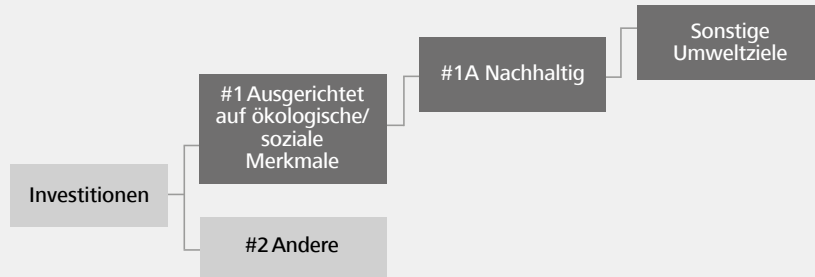 Sonstige
Umweltziele
#1A Nachhaltig
#1 Ausgerichtet
auf ökologische/
soziale
Merkmale
Investitionen
#2 Andere